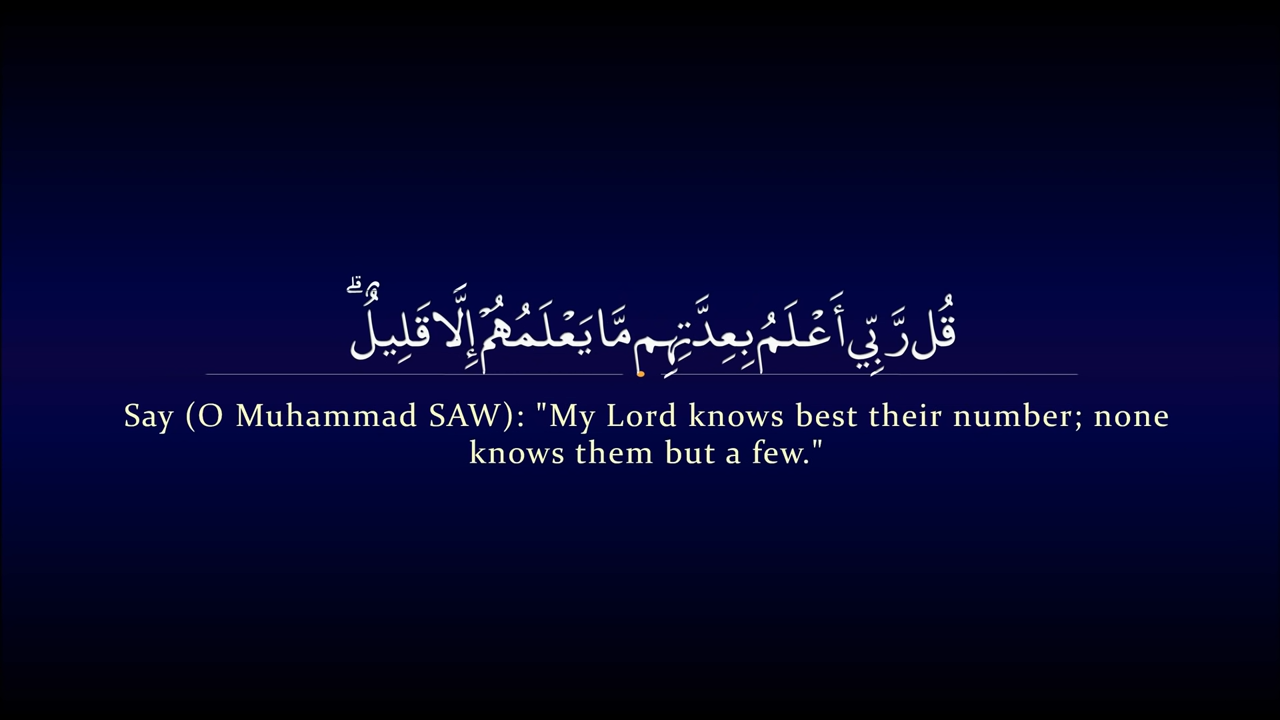 قُل رَّبِّي أَعْلَمُ بِعِدَّتِهِم مَّا يَعْلَمُهُمْ إِلَّا قَلِيلٌ ۗ
Say (O Muhammad SAW): "My Lord knows best their number; none
knows them but a few."